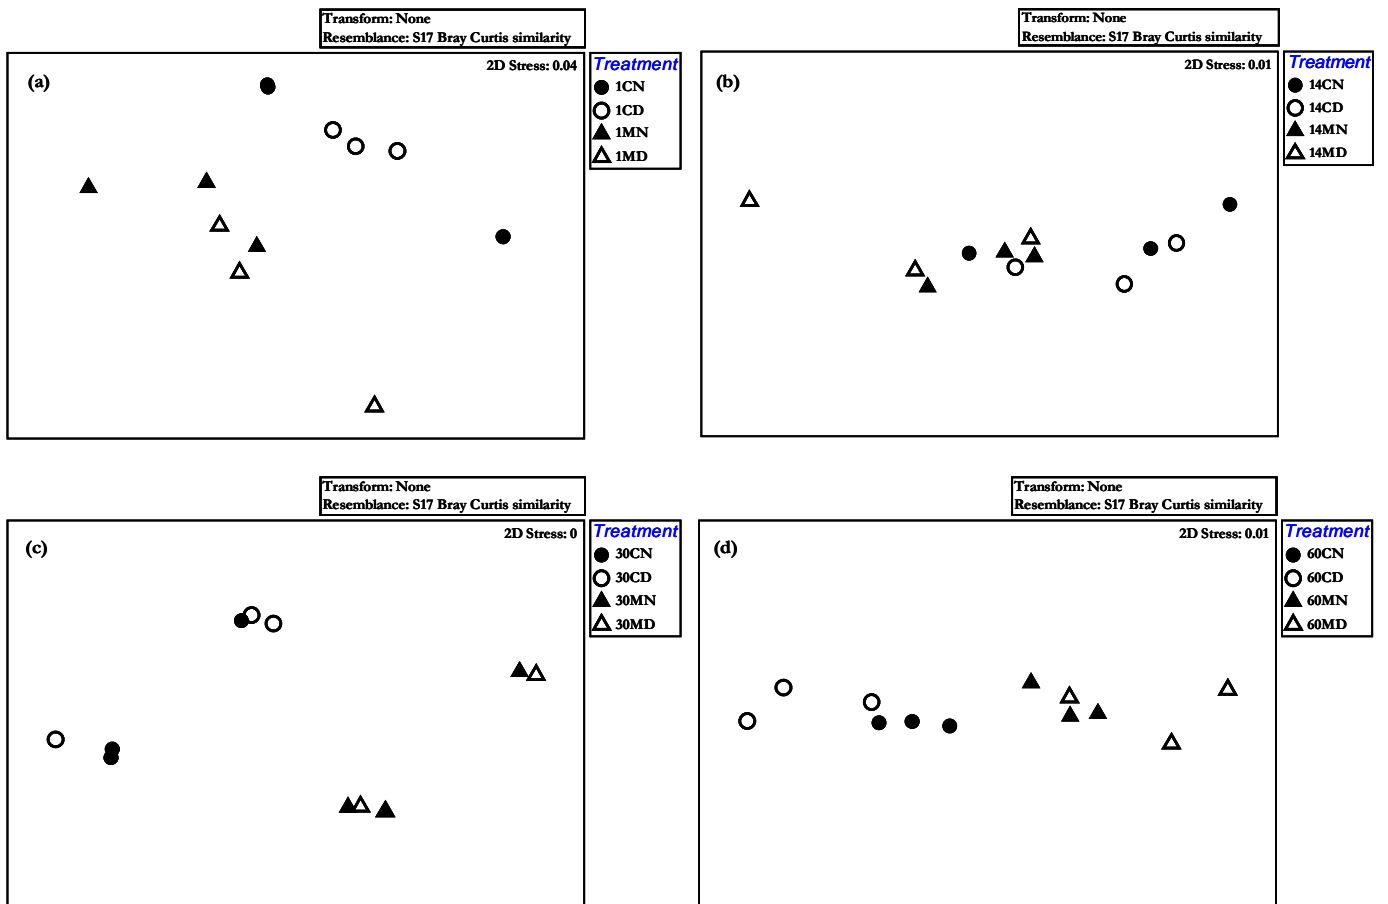 Transform: None
Resemblance: S17 Bray Curtis similarity
(a)
2D Stress: 0.04
Treatment
1CN
1CD
1MN
1MD
Transform: None
Resemblance: S17 Bray Curtis similarity
(b)
2D Stress: 0.01
Treatment
14CN
14CD
14MN
14MD
Transform: None
Resemblance: S17 Bray Curtis similarity
(c)
2D Stress: 0
Treatment
30CN
30CD
30MN
30MD
Transform: None
Resemblance: S17 Bray Curtis similarity
(d)
2D Stress: 0.01
Treatment
60CN
60CD
60MN
60MD